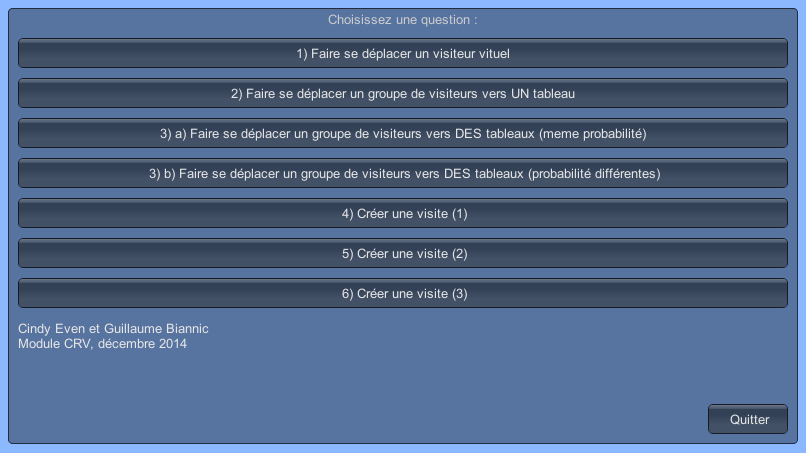 Choisissez une question :
1) Faire se déplacer un visiteur vituel
2) Faire se déplacer un groupe de visiteurs vers UN tableau
3) a) Faire se déplacer un groupe de visiteurs vers DES tableaux (meme probabilité)
3) b) Faire se déplacer un groupe de visiteurs vers DES tableaux (probabilité différentes)
4) Créer une visite (1)
5) Créer une visite (2)
6) Créer une visite (3)
Cindy Even et Guillaume Biannic
Module CRV, décembre 2014
Quitter